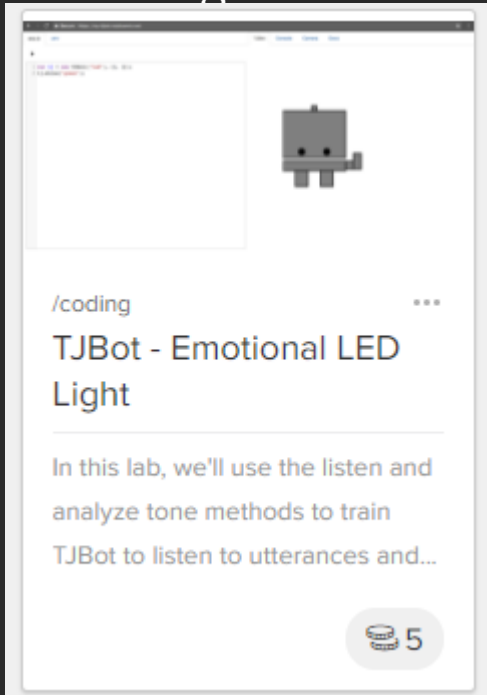 /coding
TJBot - Emotional LED
Light
In this lab, we'll use the listen and
analyze tone methods to train
TJBot to listen to utterances and...
5